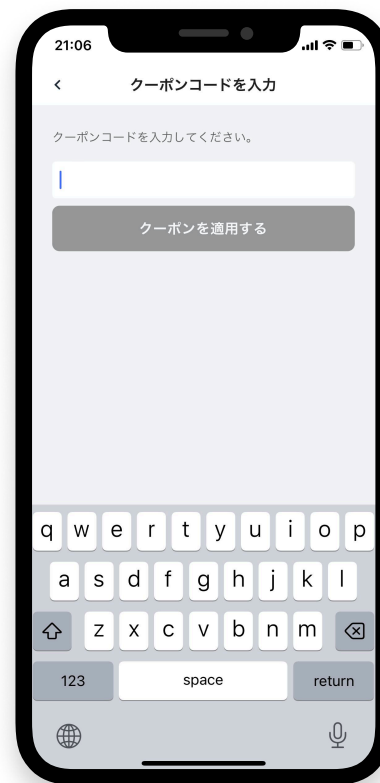 21:06
クーポンコードを入力
クーポンコードを入力してください。
クーポンを適用する
q w e r t y u i o p
a s d f g h j k l
z x c v b n m
123 space return